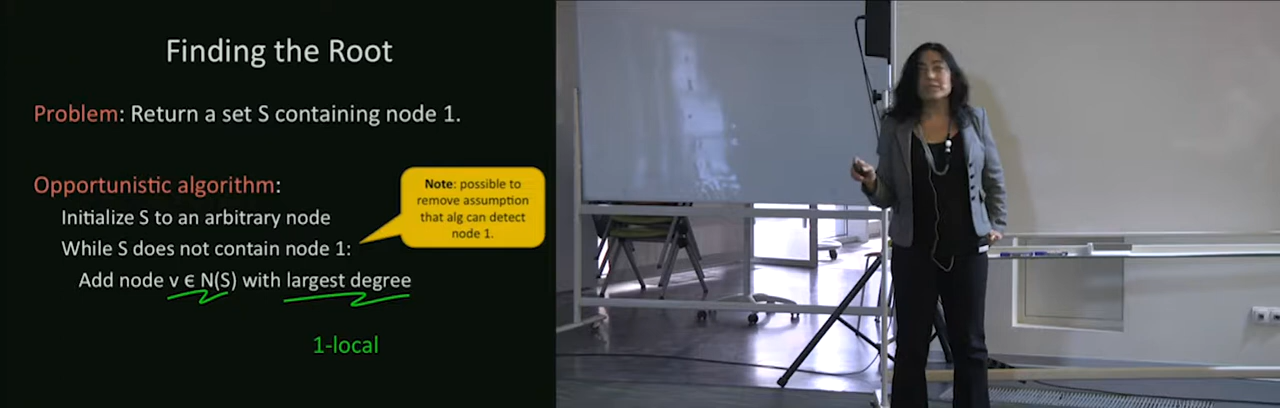 Finding the Root
Problem: Return a set S containing node 1.
Opportunistic algorithm:
Initialize S to an arbitrary node
While S does not contain node 1:
Add node v ∈ N(S) with largest degree
Note: possible to
remove assumption
that alg can detect
node 1.
1-local